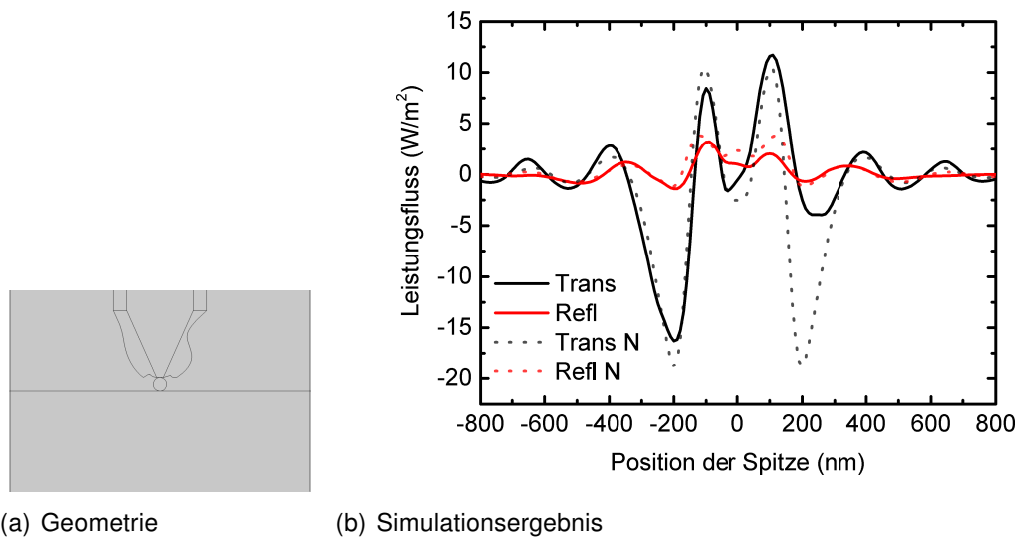 15
10
5
0
-5
-10
-15
-20
Leistungsfluss (W/m²)
Trans
Refl
Trans N
Refl N
-800 -600 -400 -200 0 200 400 600 800
Position der Spitze (nm)
(a) Geometrie
(b) Simulationsergebnis